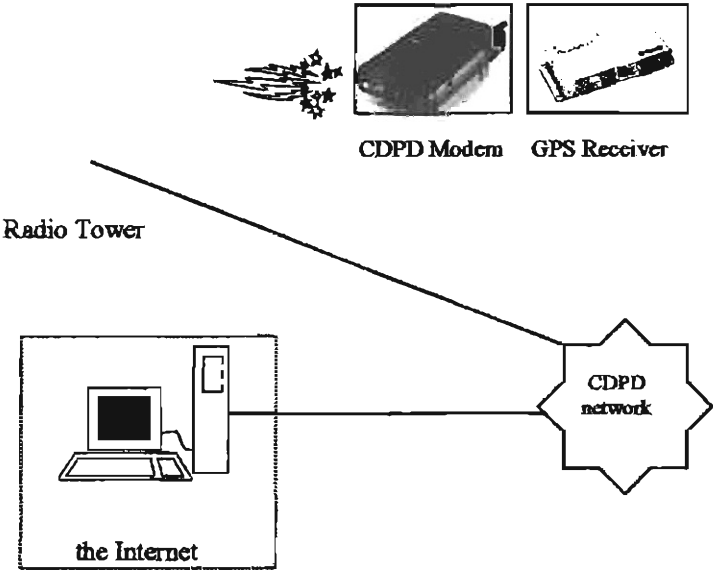 CDPD Modem GPS Receiver
Radio Tower
CDPD
network
the Internet